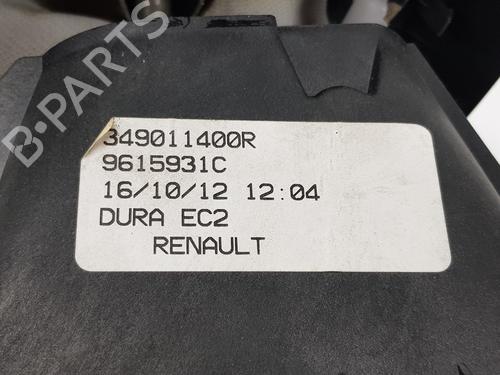 349011400R
9615931C
16/10/12 12:04
DURA EC2
RENAULT
B-PARTS